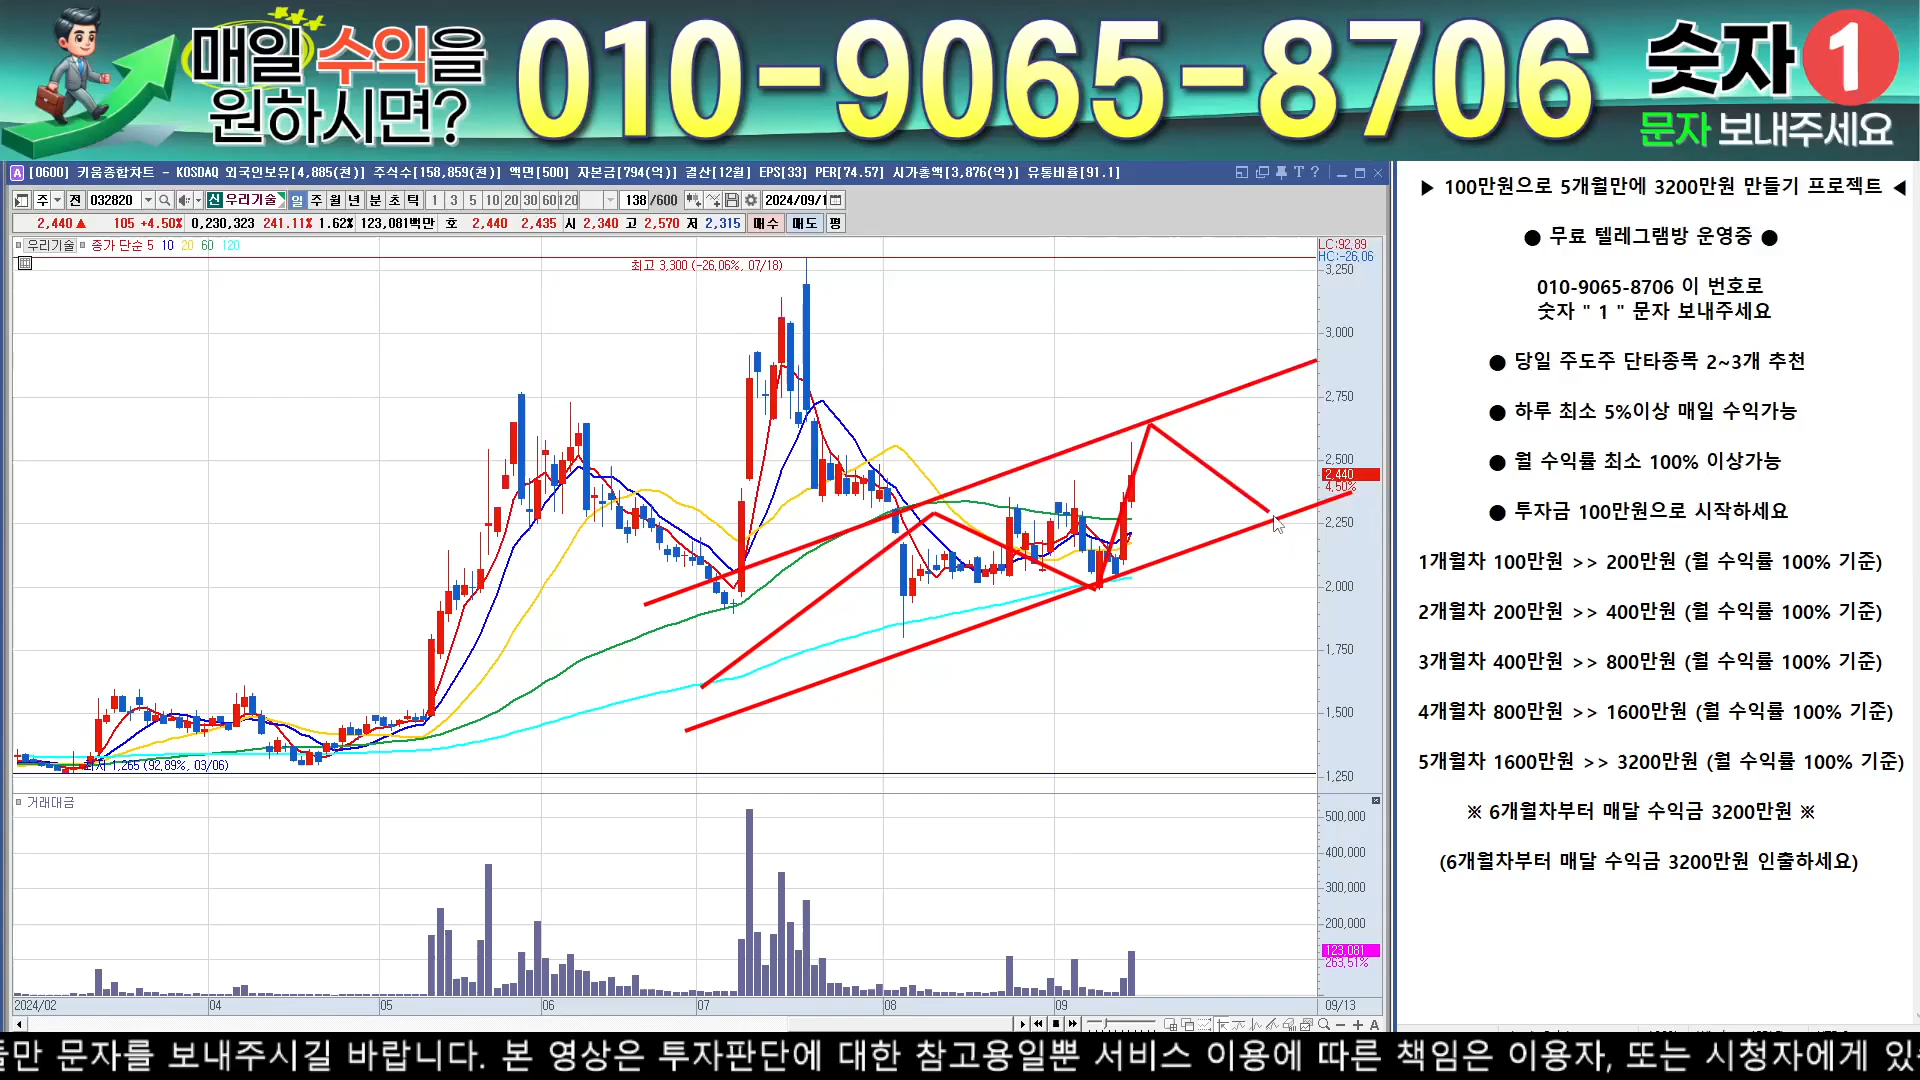 매일 수익을
원하시면?
010-9065-8706
숫자 1
문자 보내주세요
[0600] 키움종합차트 - KOSDAQ 외국인보유[4,885(천)] 주식수[158,859(천)] 액면[500] 자본금[794(억)] 결산[12월] EPS[33] PER[74.57] 시가총액[3,876(억)] 유통비율[91.1]
주 전 032820 신 우리기술 일 주 월 년 분 초 틱 1 3 5 10 20 30 60 120 138 /600 2024/09/1
2,440 ▲ 105 +4.50% 0,230,323 241.11% 1.62% 123,081백만 호 2,440 2,435 시 2,340 고 2,570 저 2,315 매수 매도 평
우리기술 종가 단순 5 10 20 60 120
LC:92,89
HC:-26,06
최고 3,300 (-26,06%, 07/18)
3,250
3,000
2,750
2,500
2,440
4,50%
2,250
2,000
1,750
1,500
1,265 (92,89%, 03/06)
1,250
거래대금
500,000
400,000
300,000
200,000
123,081
263,51%
2024/02 04 05 06 07 08 09 09/13
▶ 100만원으로 5개월만에 3200만원 만들기 프로젝트 ◀
● 무료 텔레그램방 운영중 ●
010-9065-8706 이 번호로
숫자 " 1 " 문자 보내주세요
● 당일 주도주 단타종목 2~3개 추천
● 하루 최소 5%이상 매일 수익가능
● 월 수익률 최소 100% 이상가능
● 투자금 100만원으로 시작하세요
1개월차 100만원 >> 200만원 (월 수익률 100% 기준)
2개월차 200만원 >> 400만원 (월 수익률 100% 기준)
3개월차 400만원 >> 800만원 (월 수익률 100% 기준)
4개월차 800만원 >> 1600만원 (월 수익률 100% 기준)
5개월차 1600만원 >> 3200만원 (월 수익률 100% 기준)
※ 6개월차부터 매달 수익금 3200만원 ※
(6개월차부터 매달 수익금 3200만원 인출하세요)
만 문자를 보내주시길 바랍니다. 본 영상은 투자판단에 대한 참고용일뿐 서비스 이용에 따른 책임은 이용자, 또는 시청자에게 있